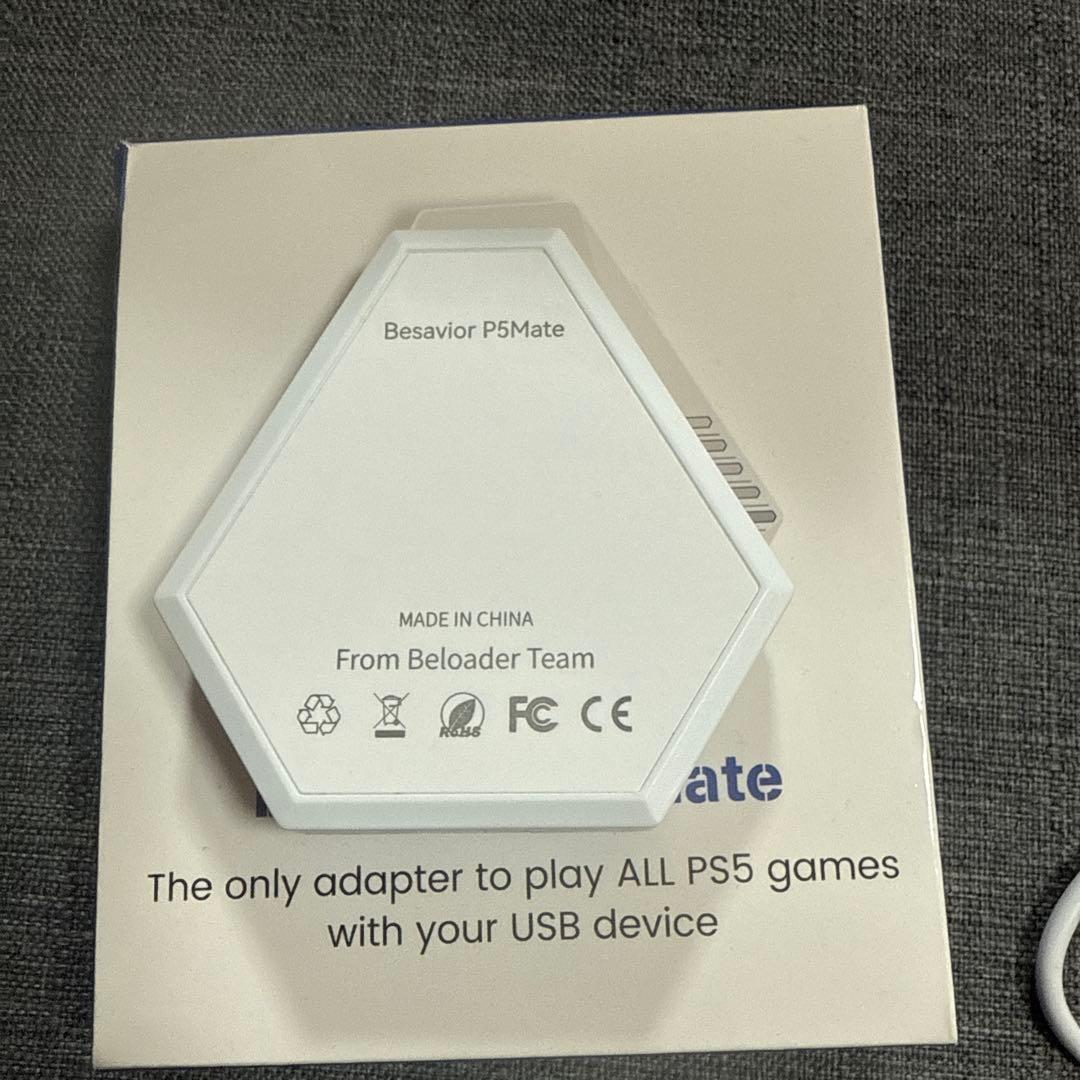 Besavior P5Mate
MADE IN CHINA
From Beloader Team
RoHS
FC
CE
ate
The only adapter to play ALL PS5 games
with your USB device